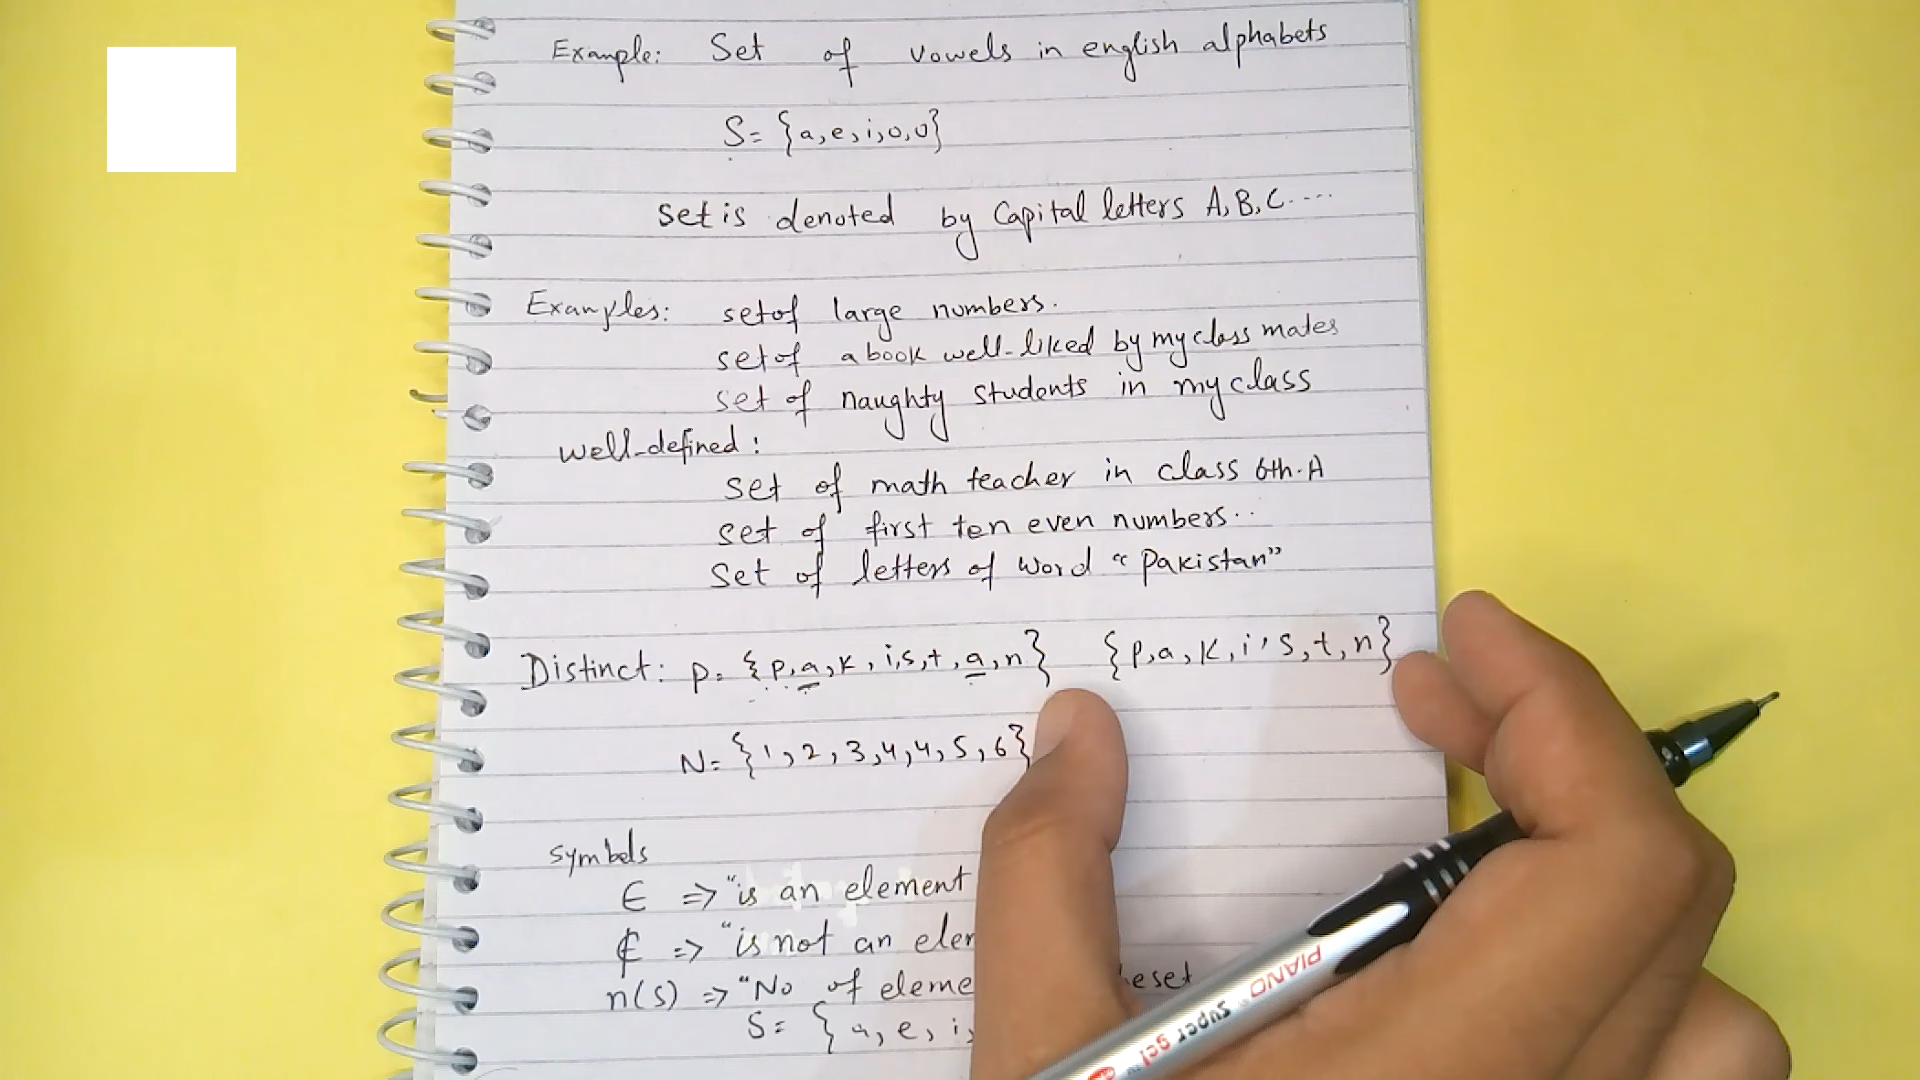 Example: Set of vowels in english alphabets
S= {a,e,i,o,u}
set is denoted by Capital letters A,B,C....
Examples: set of large numbers.
set of a book well-liked by my class mates
set of naughty students in my class
well-defined:
set of math teacher in class 6th.A
set of first ten even numbers..
Set of letters of word "Pakistan"
Distinct: P= {p,a,k,i,s,t,a,n} {p,a,k,i,s,t,n}
N= {1,2,3,4,4,5,6}
symbols
∈ => "is an element
∉ => "is not an elem
n(s) => "No of eleme eset
S= {a,e,i,
PIANO Super gel